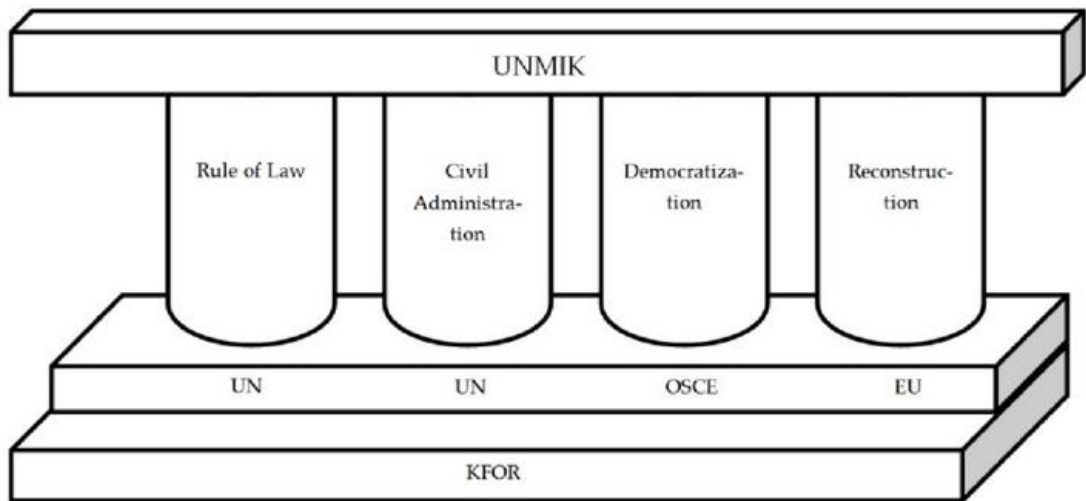 UNMIK
Rule of Law
Civil
Administra-
tion
Democratiza-
tion
Reconstruc-
tion
UN
UN
OSCE
EU
KFOR